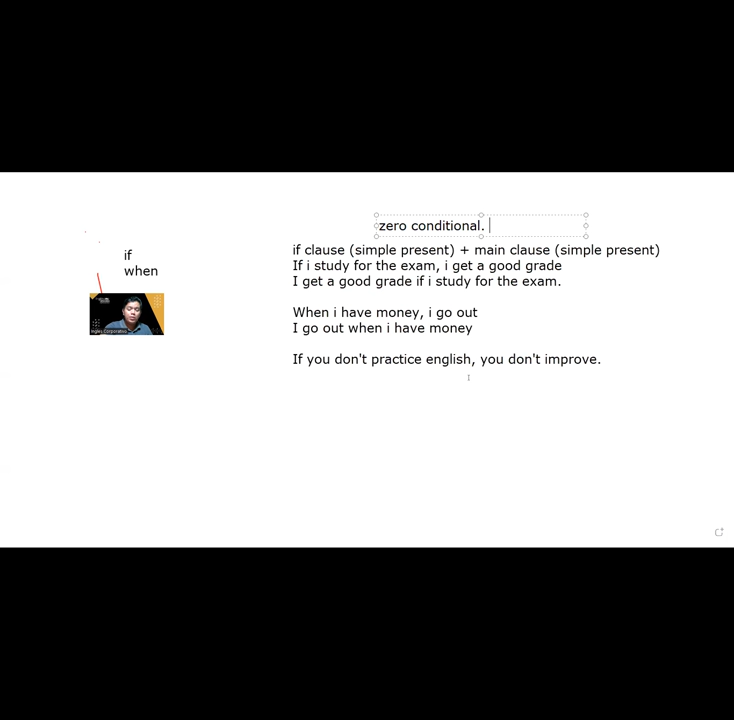 zero conditional.
if
when
if clause (simple present) + main clause (simple present)
If i study for the exam, i get a good grade
I get a good grade if i study for the exam.
When i have money, i go out
I go out when i have money
If you don't practice english, you don't improve.
Inglés Corporativo